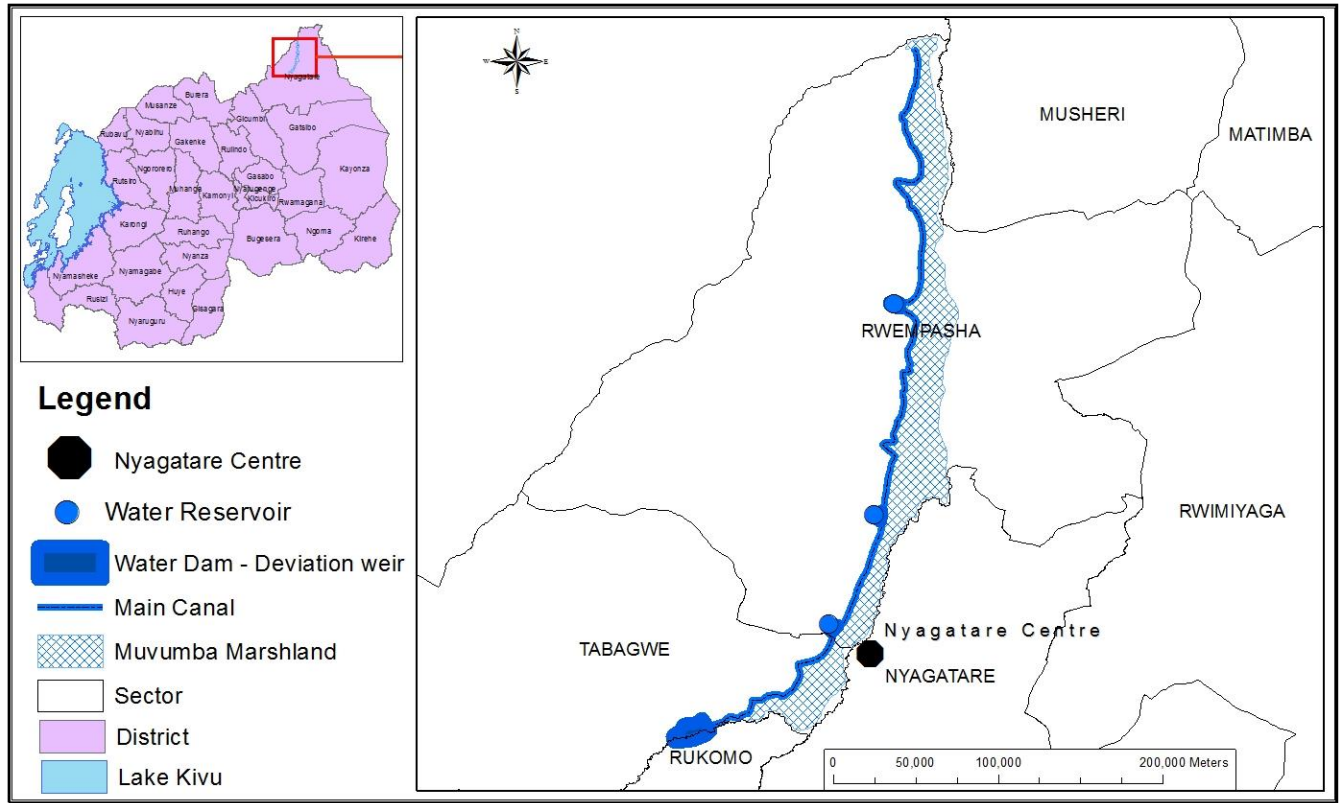 Nyagatare
Burera
Musanze
Gicumbi
Gatsibo
Rubavu
Nyabihu
Gakenke
Rulindo
Kayonza
Ngororero
Rutsiro
Gasabo
Muhanga
Kamonyi
Kicukiro
Rwamagana
Karongi
Ruhango
Bugesera
Ngoma
Kirehe
Nyanza
Nyamasheke
Nyamagabe
Huye
Rusizi
Gisagara
Nyaruguru
Legend
Nyagatare Centre
Water Reservoir
Water Dam - Deviation weir
Main Canal
Muvumba Marshland
Sector
District
Lake Kivu
N
W
E
S
MUSHERI
MATIMBA
RWEMPASHA
RWIMIYAGA
TABAGWE
Nyagatare Centre
NYAGATARE
RUKOMO
0 50,000 100,000 200,000 Meters